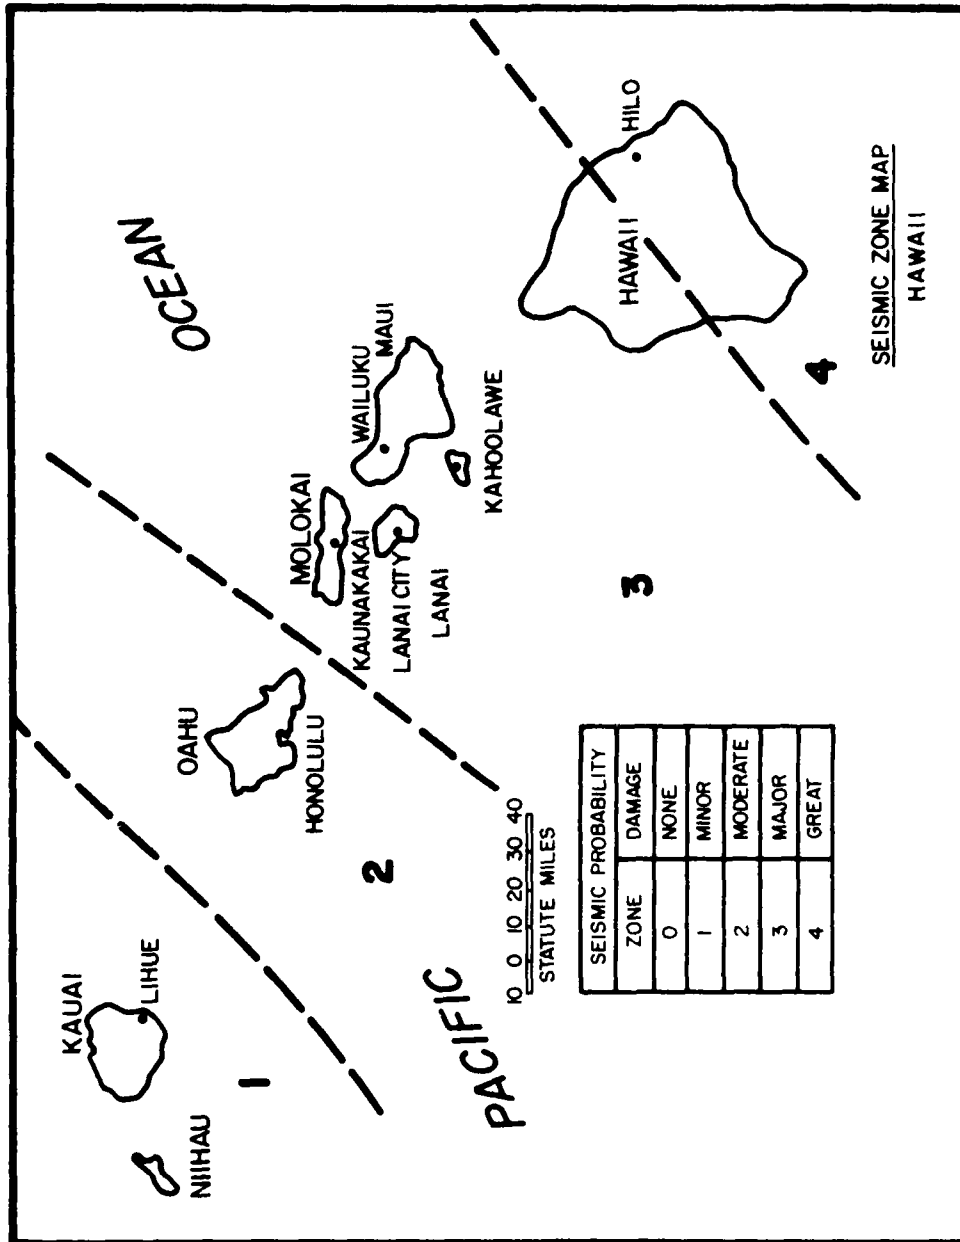 KAUAI
LIHUE
NIIHAU
1
OAHU
HONOLULU
2
MOLOKAI
KAUNAKAKAI
LANAI CITY
LANAI
WAILUKU
MAUI
KAHOOLAWE
3
HAWAII
HILO
4
PACIFIC
OCEAN
10 0 10 20 30 40
STATUTE MILES
SEISMIC PROBABILITY
ZONE DAMAGE
0 NONE
1 MINOR
2 MODERATE
3 MAJOR
4 GREAT
SEISMIC ZONE MAP
HAWAII